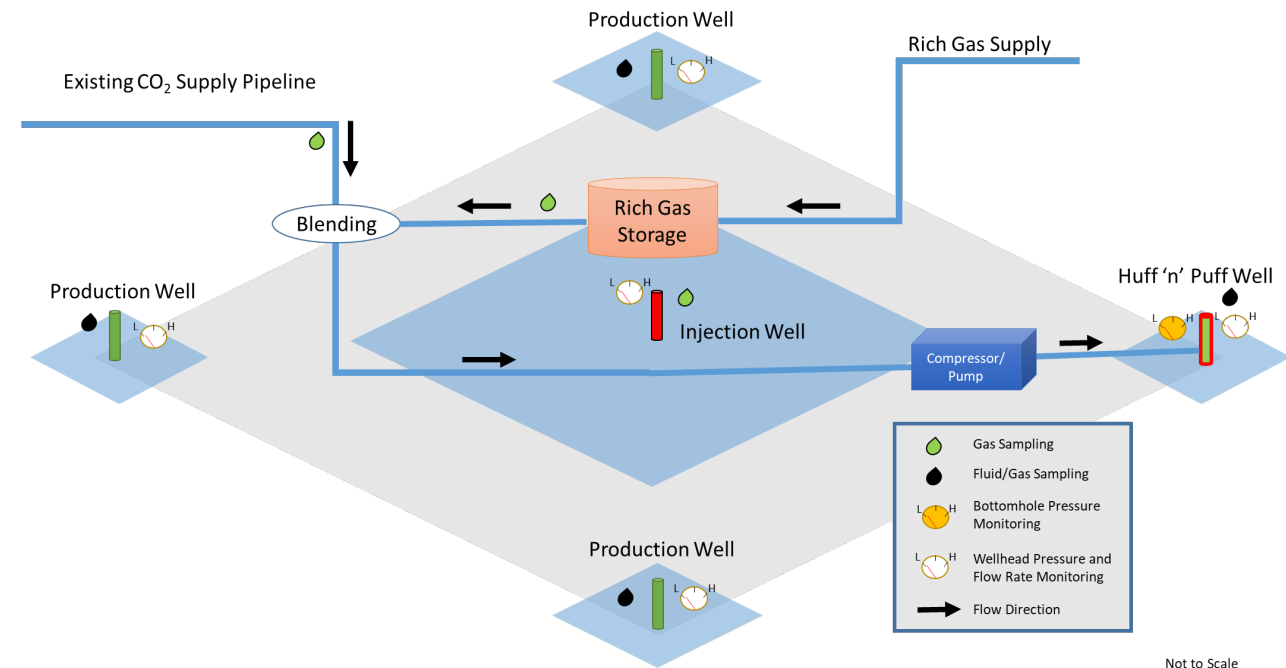 Production Well
Rich Gas Supply
L H
Existing CO₂ Supply Pipeline
Blending
Rich Gas
Storage
Production Well
L H
L H
Injection Well
Huff ‘n’ Puff Well
L H
L H
Compressor/
Pump
Gas Sampling
Fluid/Gas Sampling
L H
Bottomhole Pressure
Monitoring
L H
Wellhead Pressure and
Flow Rate Monitoring
Flow Direction
Production Well
L H
Not to Scale